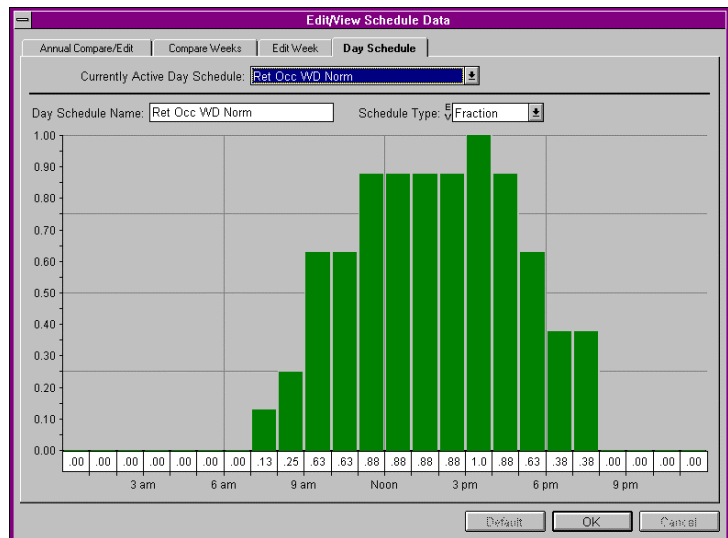 Edit/View Schedule Data
Annual Compare/Edit Compare Weeks Edit Week Day Schedule
Currently Active Day Schedule: Ret Occ WD Norm
Day Schedule Name: Ret Occ WD Norm Schedule Type: E V Fraction
1.00
0.90
0.80
0.70
0.60
0.50
0.40
0.30
0.20
0.10
0.00
.00 .00 .00 .00 .00 .00 .00 .13 .25 .63 .63 .88 .88 .88 .88 1.0 .88 .63 .38 .38 .00 .00 .00 .00
3 am 6 am 9 am Noon 3 pm 6 pm 9 pm
Default OK Cancel